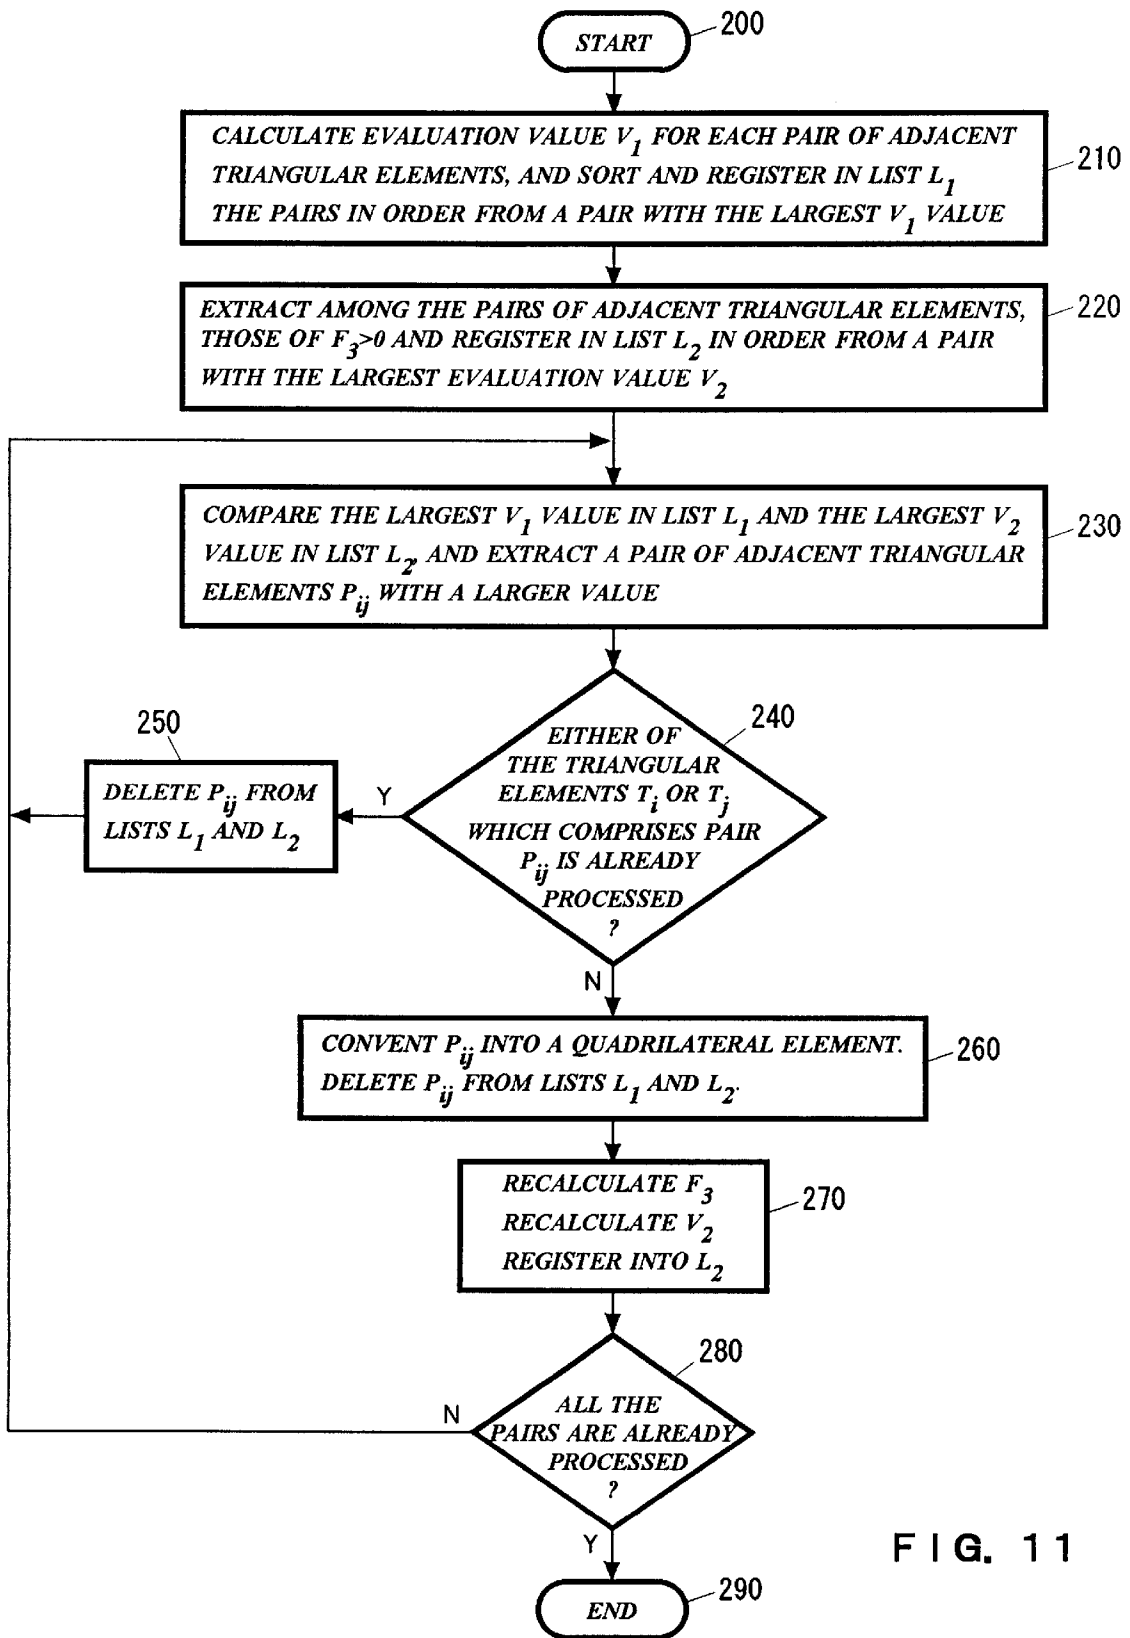 START
200
CALCULATE EVALUATION VALUE V1 FOR EACH PAIR OF ADJACENT
TRIANGULAR ELEMENTS, AND SORT AND REGISTER IN LIST L1
THE PAIRS IN ORDER FROM A PAIR WITH THE LARGEST V1 VALUE
210
EXTRACT AMONG THE PAIRS OF ADJACENT TRIANGULAR ELEMENTS,
THOSE OF F3>0 AND REGISTER IN LIST L2 IN ORDER FROM A PAIR
WITH THE LARGEST EVALUATION VALUE V2
220
COMPARE THE LARGEST V1 VALUE IN LIST L1 AND THE LARGEST V2
VALUE IN LIST L2, AND EXTRACT A PAIR OF ADJACENT TRIANGULAR
ELEMENTS Pij WITH A LARGER VALUE
230
EITHER OF
THE TRIANGULAR
ELEMENTS Ti OR Tj
WHICH COMPRISES PAIR
Pij IS ALREADY
PROCESSED
?
240
Y
250
DELETE Pij FROM
LISTS L1 AND L2
N
CONVENT Pij INTO A QUADRILATERAL ELEMENT.
DELETE Pij FROM LISTS L1 AND L2.
260
RECALCULATE F3
RECALCULATE V2
REGISTER INTO L2
270
ALL THE
PAIRS ARE ALREADY
PROCESSED
?
280
N
Y
END
290
FIG. 11